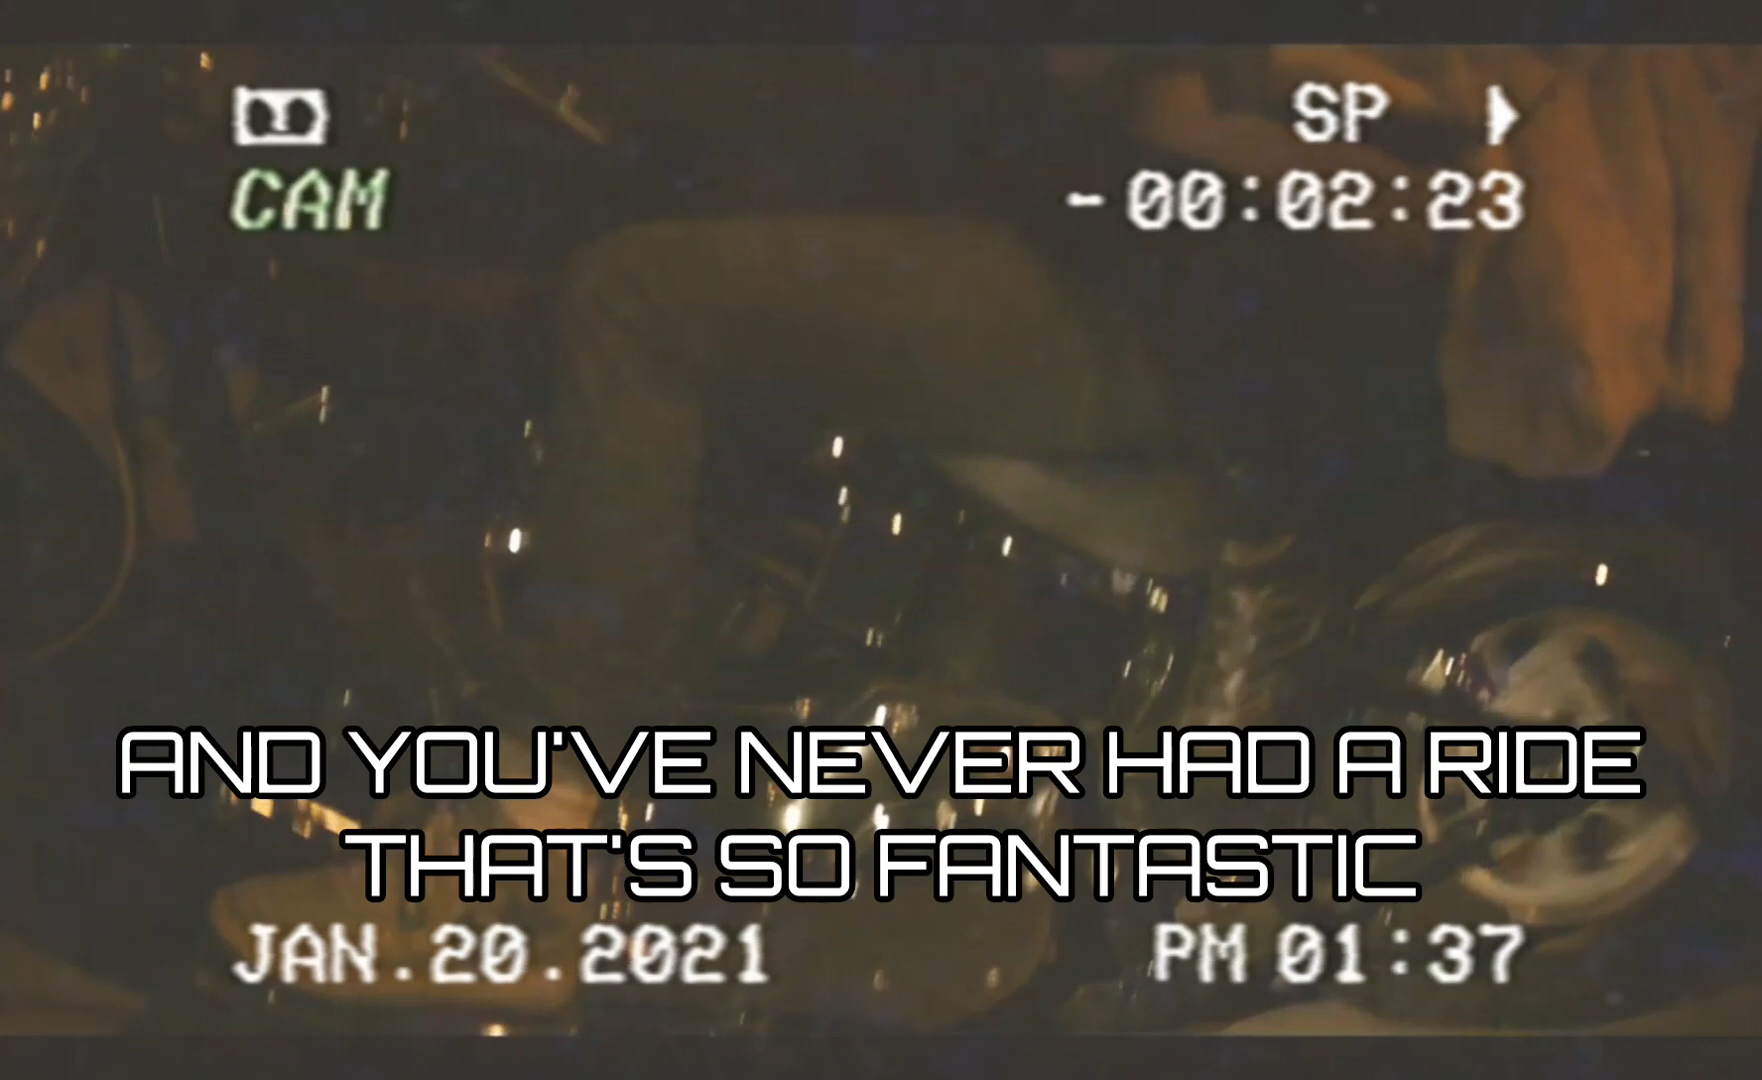 SP
CAM
-00:02:23
AND YOU'VE NEVER HAD A RIDE
THAT'S SO FANTASTIC
JAN.20.2021
PM 01:37